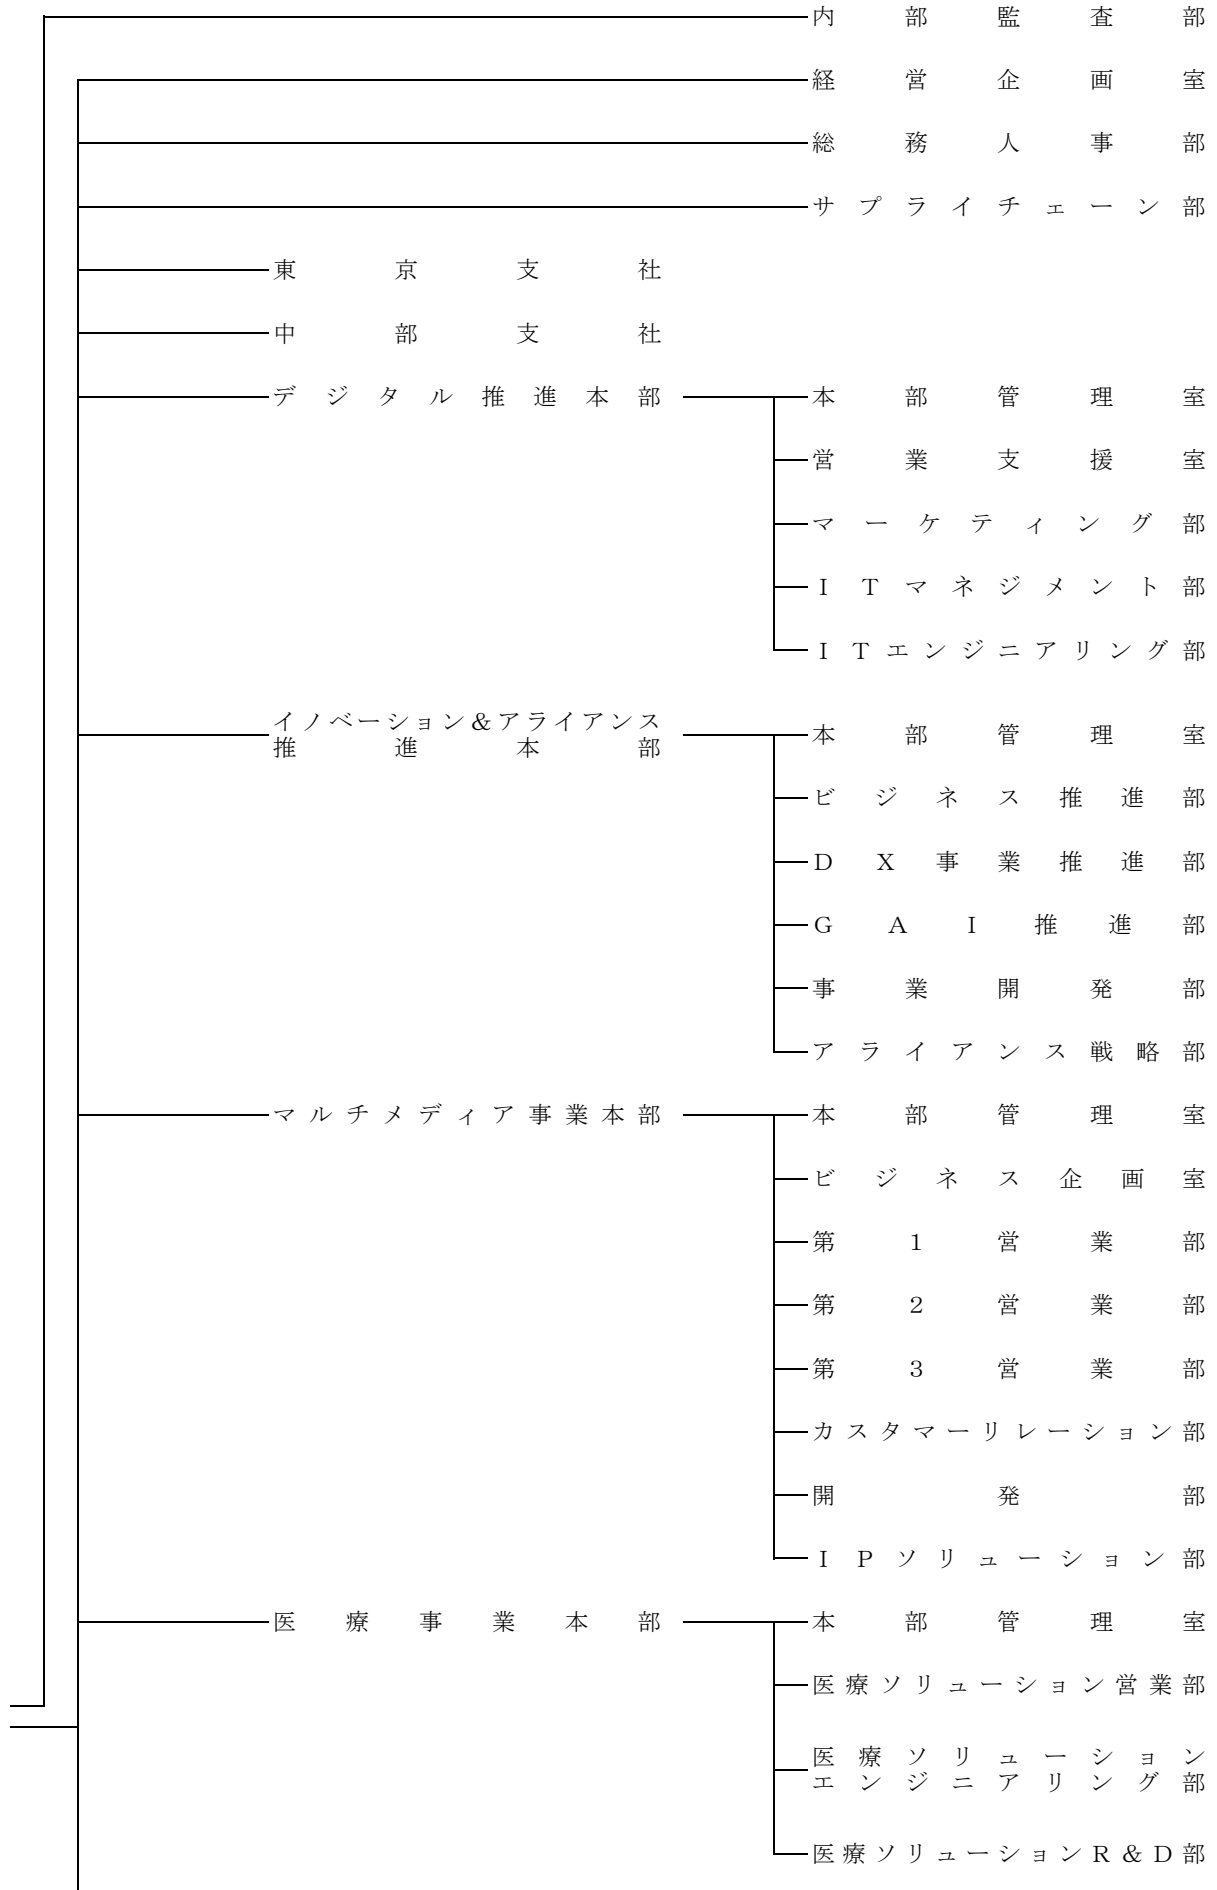 内部監査部
経営企画室
総務人事部
サプライチェーン部
東京支社
中部支社
デジタル推進本部
本部管理室
営業支援室
マーケティング部
ＩＴマネジメント部
ＩＴエンジニアリング部
イノベーション＆アライアンス
推進本部
本部管理室
ビジネス推進部
ＤＸ事業推進部
ＧＡＩ推進部
事業開発部
アライアンス戦略部
マルチメディア事業本部
本部管理室
ビジネス企画室
第１営業部
第２営業部
第３営業部
カスタマーリレーション部
開発部
ＩＰソリューション部
医療事業本部
本部管理室
医療ソリューション営業部
医療ソリューション
エンジニアリング部
医療ソリューションＲ＆Ｄ部